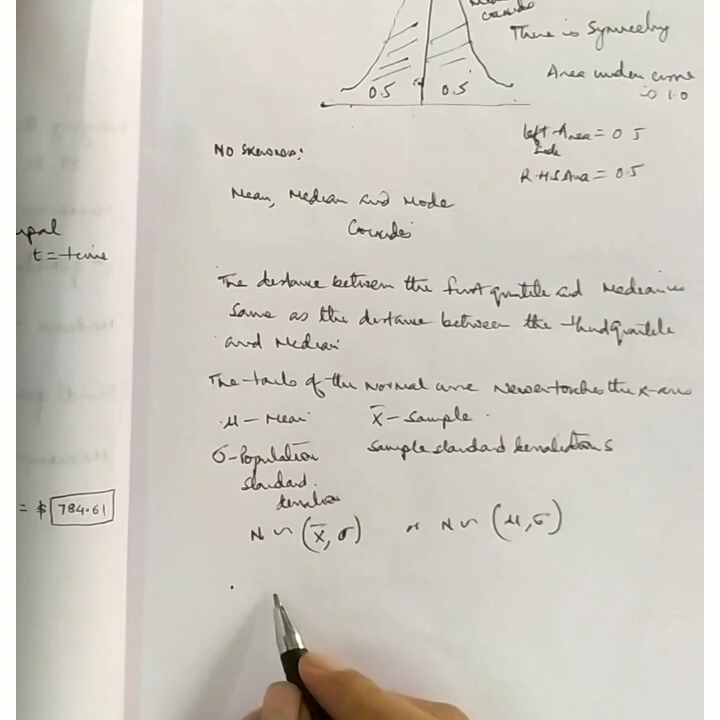 Coincides
There is Symmetry
Area under curve
is 1.0
0.5 0.5
left Area = 0.5
Side
R.H.S Area = 0.5
NO Skewness:
Mean, Median and Mode
Coincides
t = time
The distance between the first quartile and Median is
same as the distance between the third quartile
and Median
The tails of the Normal curve Never touches the x-axis
μ - Mean x̄ - Sample
σ - Population Sample standard deviation S
standard.
deviation
= $ 784.61
N ~ (x̄, σ) or N ~ (μ, σ)